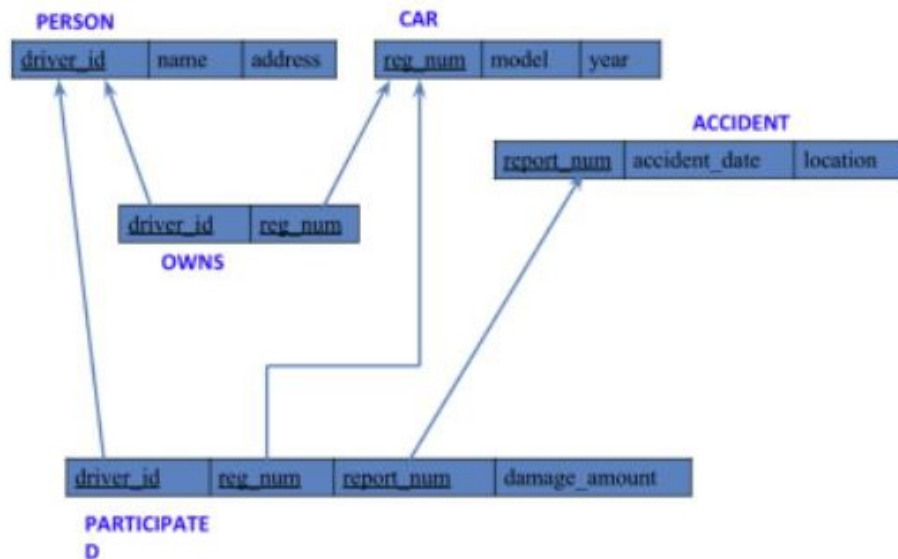 PERSON
driver_id name address
CAR
reg_num model year
ACCIDENT
report_num accident_date location
driver_id reg_num
OWNS
driver_id reg_num report_num damage_amount
PARTICIPATE
D